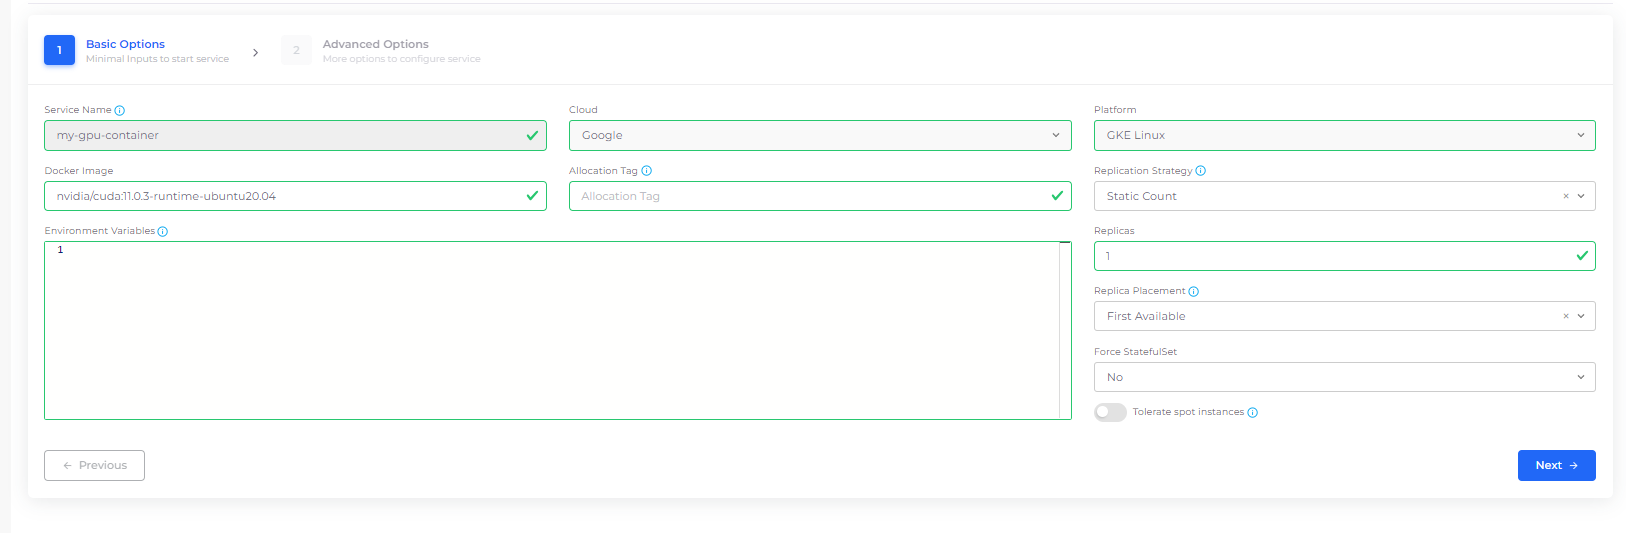 1
Basic Options
Minimal Inputs to start service
2
Advanced Options
More options to configure service
Service Name
my-gpu-container
Cloud
Google
Platform
GKE Linux
Docker Image
nvidia/cuda:11.0.3-runtime-ubuntu20.04
Allocation Tag
Allocation Tag
Replication Strategy
Static Count
Environment Variables
1
Replicas
1
Replica Placement
First Available
Force StatefulSet
No
Tolerate spot instances
Previous
Next